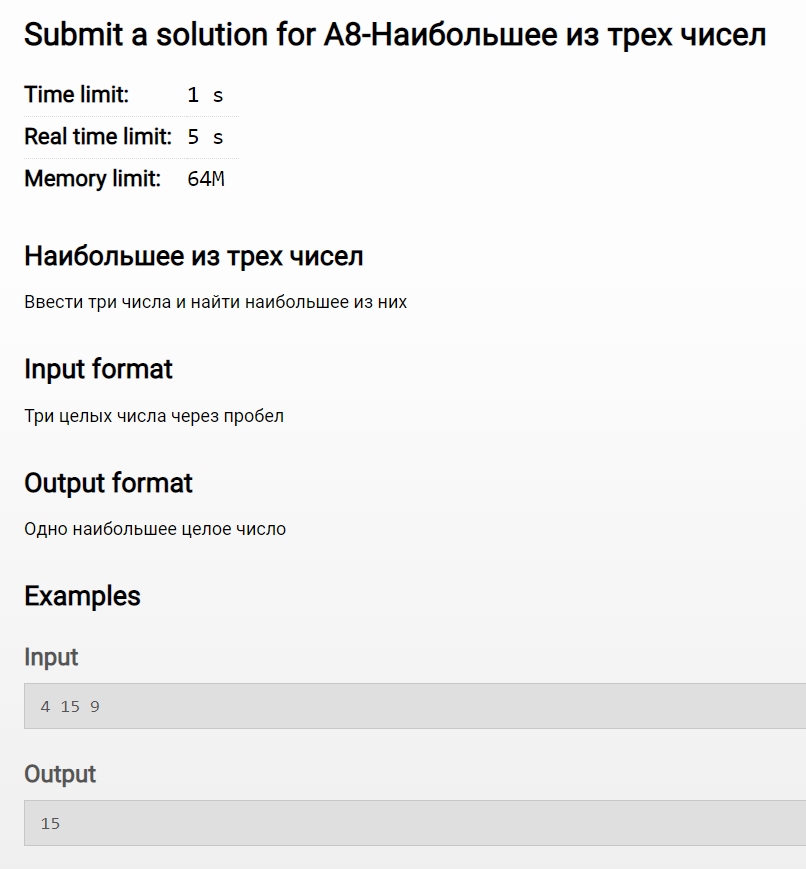 Submit a solution for A8-Наибольшее из трех чисел
Time limit: 1 s
Real time limit: 5 s
Memory limit: 64M
Наибольшее из трех чисел
Ввести три числа и найти наибольшее из них
Input format
Три целых числа через пробел
Output format
Одно наибольшее целое число
Examples
Input
4 15 9
Output
15